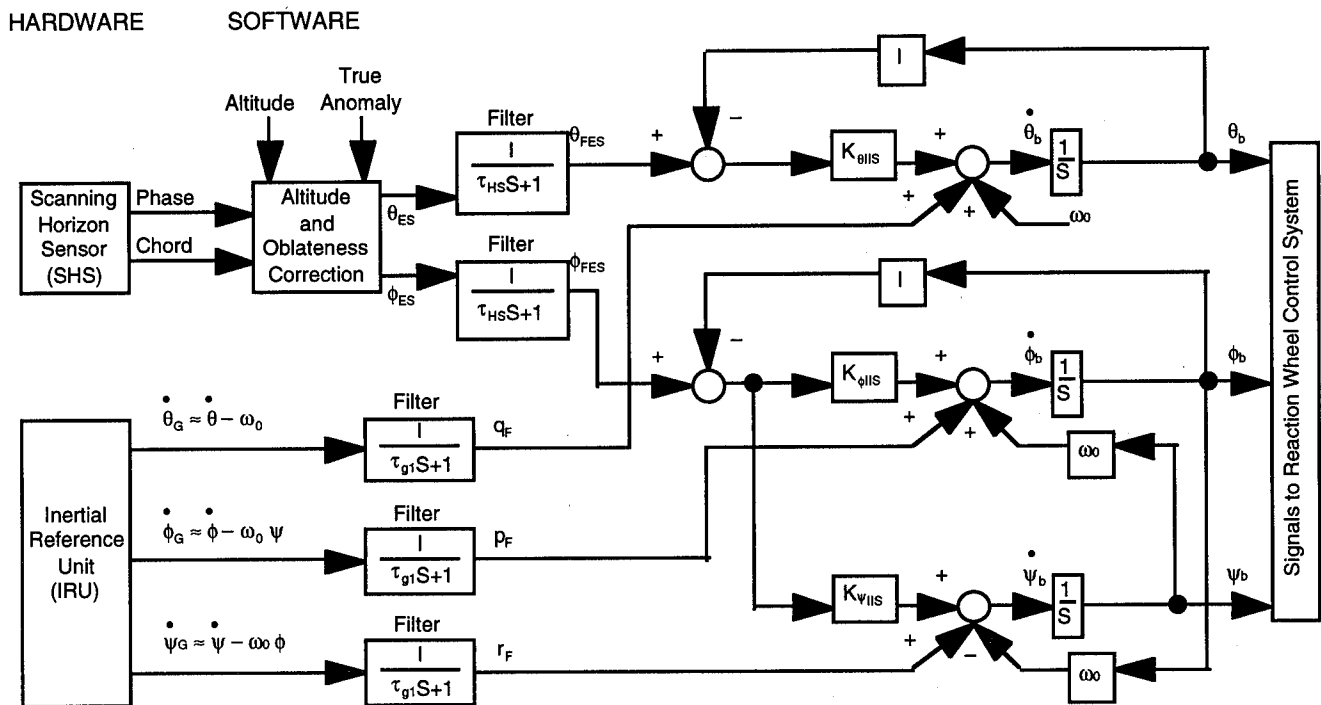 HARDWARE
SOFTWARE
Altitude
True
Anomaly
Scanning
Horizon
Sensor
(SHS)
Phase
Chord
Altitude
and
Oblateness
Correction
θES
ϕES
Filter
I
τHSS+1
θFES
Filter
I
τHSS+1
ϕFES
+
−
I
KθIIS
+
+
+
θ̇b
1
S
θb
ω0
+
−
I
KϕIIS
+
+
+
ϕ̇b
1
S
ϕb
ω0
KΨIIS
+
+
−
ψ̇b
1
S
ψb
ω0
Inertial
Reference
Unit
(IRU)
θ̇G ≈ θ̇ − ω0
Filter
I
τg1S+1
qF
ϕ̇G ≈ ϕ̇ − ω0 ψ
Filter
I
τg1S+1
pF
ψ̇G ≈ ψ̇ − ω0 ϕ
Filter
I
τg1S+1
rF
Signals to Reaction Wheel Control System